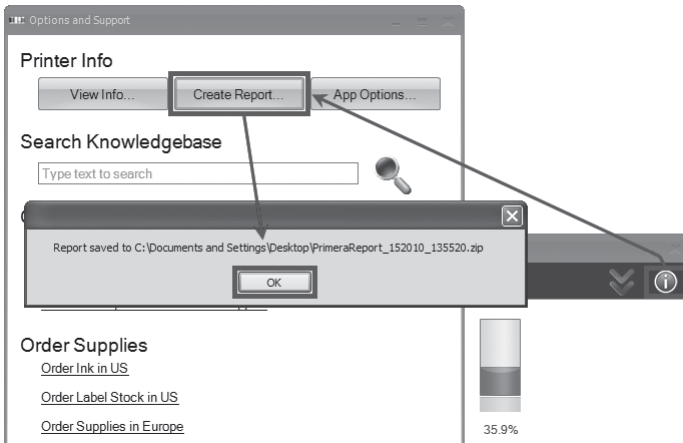 Options and Support
Printer Info
View Info...
Create Report...
App Options...
Search Knowledgebase
Type text to search
Report saved to C:\Documents and Settings\Desktop\PrimeraReport_152010_135520.zip
OK
Order Supplies
Order Ink in US
Order Label Stock in US
Order Supplies in Europe
35.9%